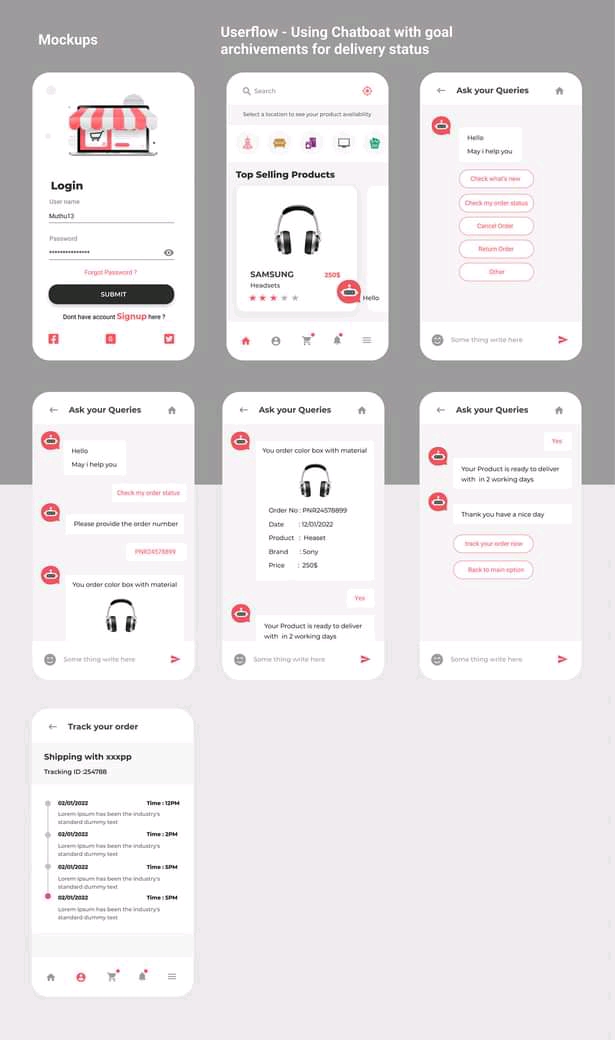 Mockups
Userflow - Using Chatboat with goal
archivements for delivery status
Login
User name
Muthu13
Password
****************
Forgot Password ?
SUBMIT
Dont have account Signup here ?
Search
Select a location to see your product avaliability
Top Selling Products
SAMSUNG
250$
Headsets
Hello
Ask your Queries
Hello
May i help you
Check what's new
Check my order status
Cancel Order
Return Order
Other
Some thing write here
Ask your Queries
Hello
May i help you
Check my order status
Please provide the order number
PNR24578899
You order color box with material
Some thing write here
Ask your Queries
You order color box with material
Order No : PNR24578899
Date : 12/01/2022
Product : Heaset
Brand : Sony
Price : 250$
Yes
Your Product is ready to deliver
with in 2 working days
Some thing write here
Ask your Queries
Yes
Your Product is ready to deliver
with in 2 working days
Thank you have a nice day
track your order now
Back to main option
Some thing write here
Track your order
Shipping with xxxpp
Tracking ID :254788
02/01/2022 Time : 12PM
Lorem Ipsum has been the industry's
standard dummy text
02/01/2022 Time : 2PM
Lorem Ipsum has been the industry's
standard dummy text
02/01/2022 Time : 5PM
Lorem Ipsum has been the industry's
standard dummy text
02/01/2022 Time : 5PM
Lorem Ipsum has been the industry's
standard dummy text